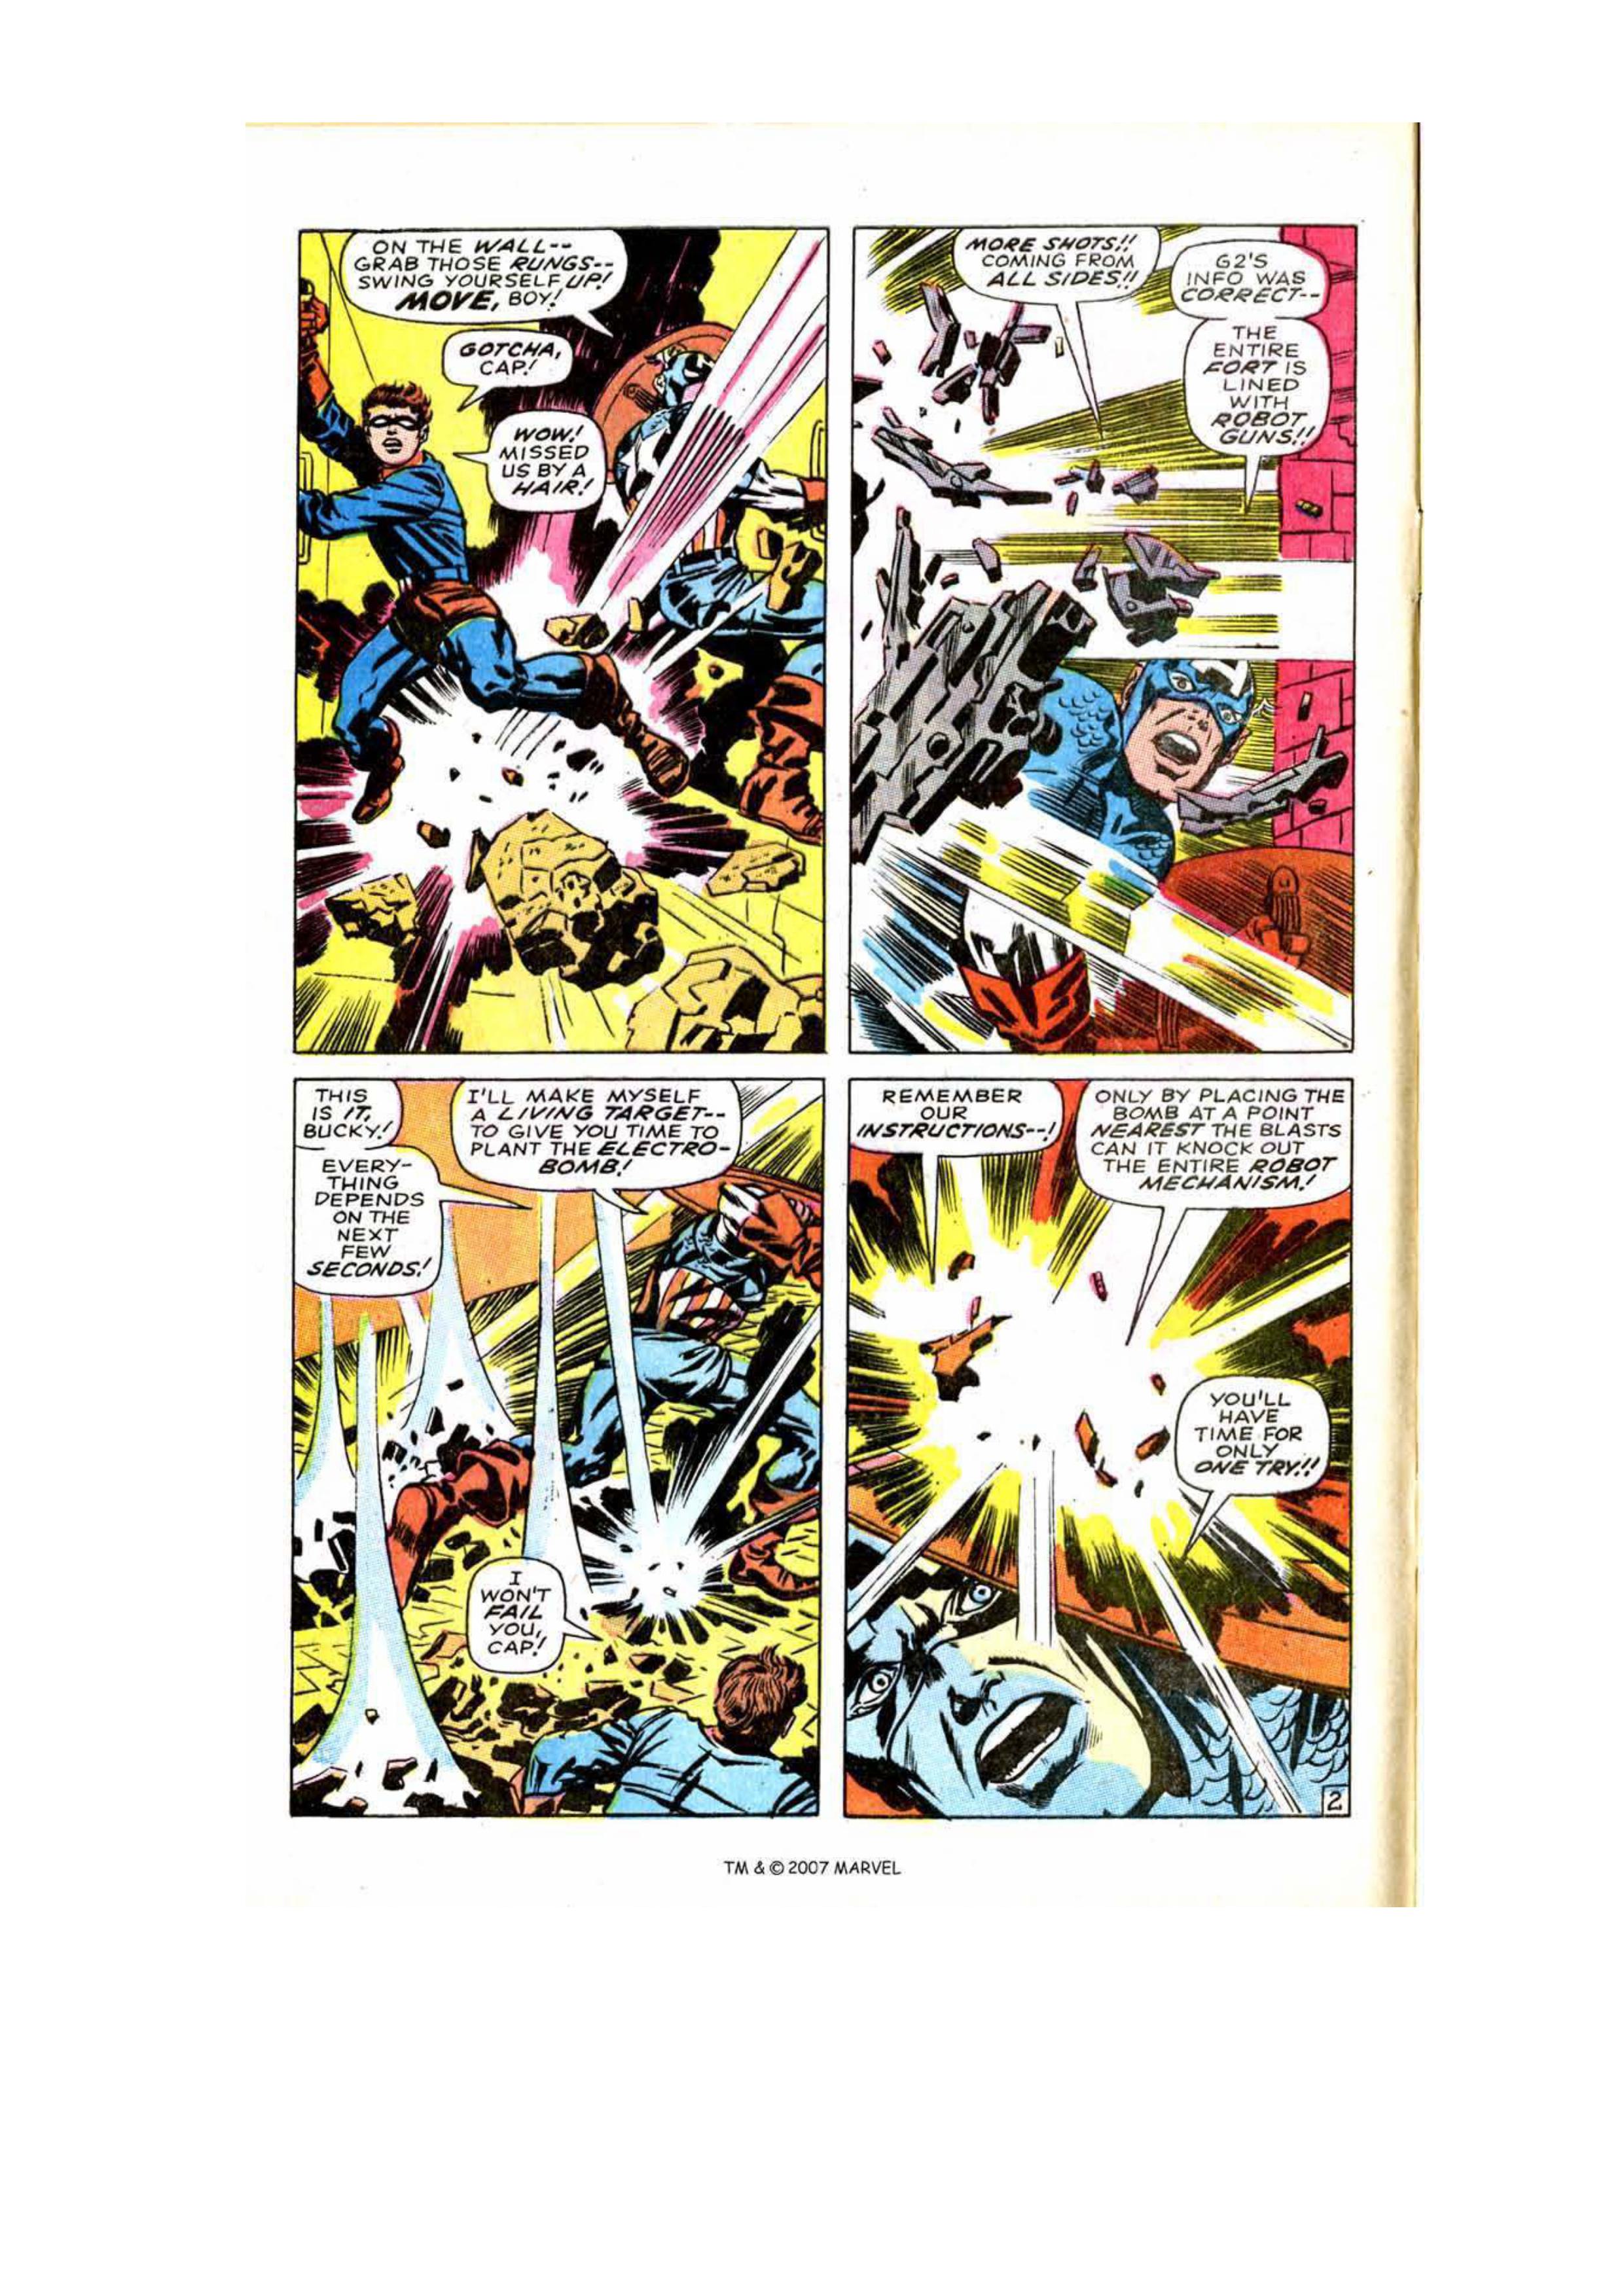 ON THE WALL--
GRAB THOSE RUNGS--
SWING YOURSELF UP!
MOVE, BOY!
GOTCHA,
CAP!
WOW!
MISSED
US BY A
HAIR!
MORE SHOTS!!
COMING FROM
ALL SIDES!!
G2'S
INFO WAS
CORRECT--
THE
ENTIRE
FORT IS
LINED
WITH
ROBOT
GUNS!!
THIS
IS IT,
BUCKY!
EVERY-
THING
DEPENDS
ON THE
NEXT
FEW
SECONDS!
I'LL MAKE MYSELF
A LIVING TARGET--
TO GIVE YOU TIME TO
PLANT THE ELECTRO-
BOMB!
I
WON'T
FAIL
YOU,
CAP!
REMEMBER
OUR
INSTRUCTIONS--!
ONLY BY PLACING THE
BOMB AT A POINT
NEAREST THE BLASTS
CAN IT KNOCK OUT
THE ENTIRE ROBOT
MECHANISM!
YOU'LL
HAVE
TIME FOR
ONLY
ONE TRY!!
2
TM & © 2007 MARVEL